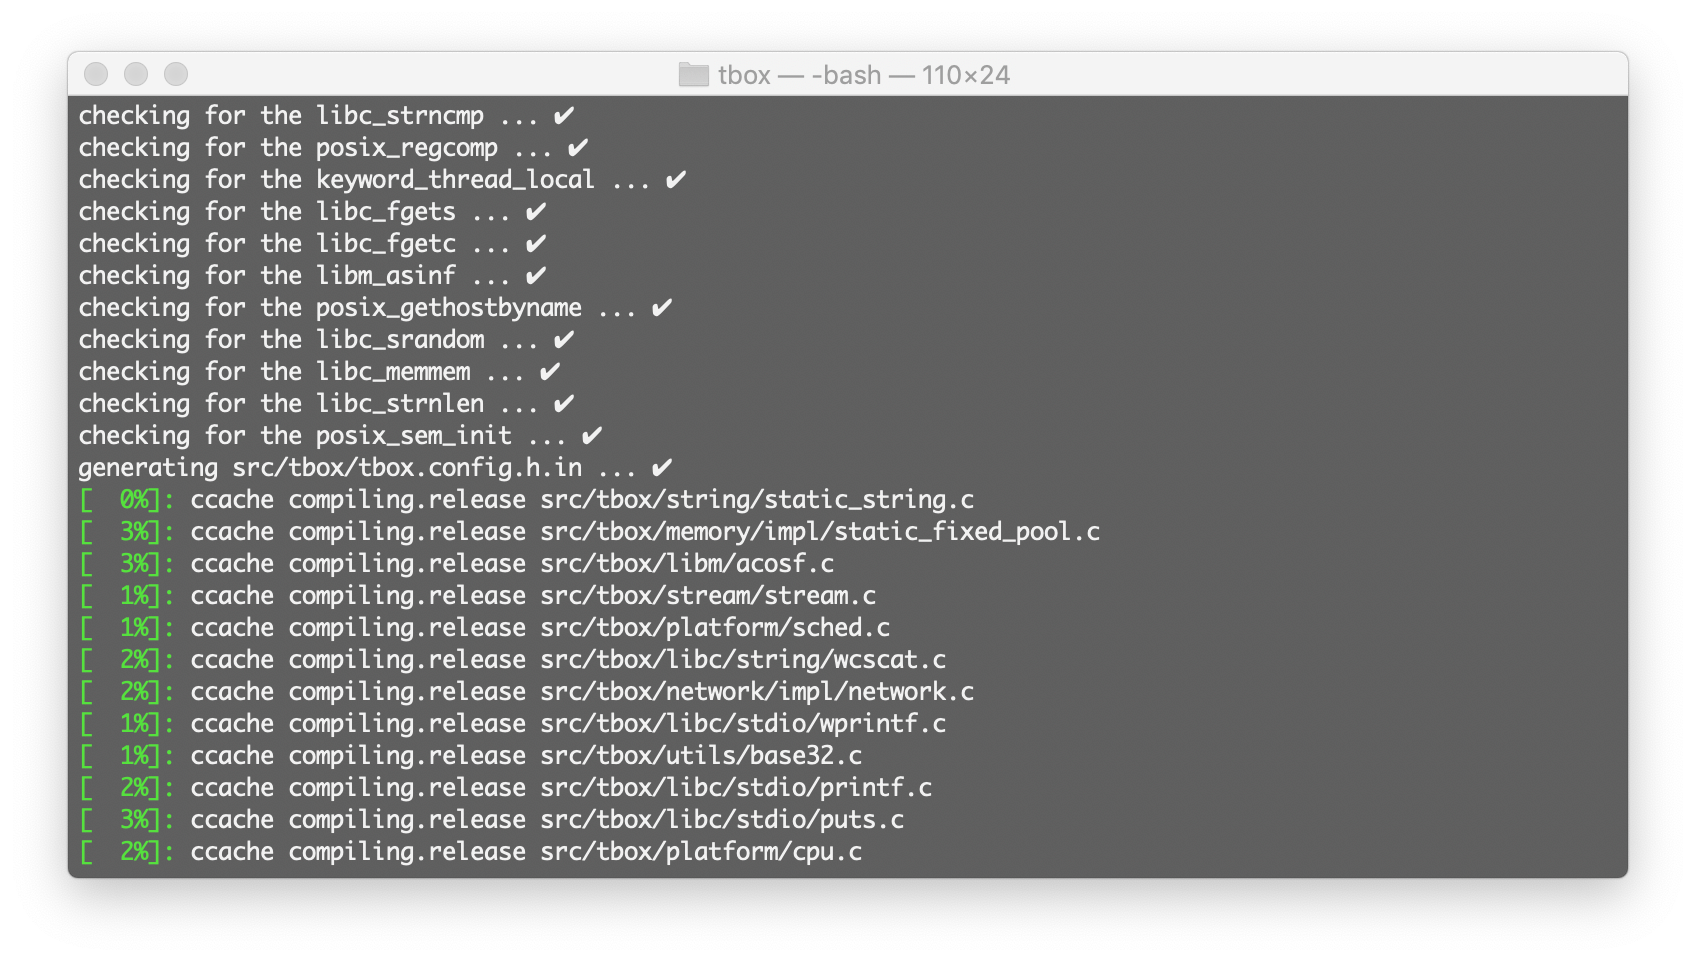 tbox — -bash — 110×24
checking for the libc_strncmp ... ✔
checking for the posix_regcomp ... ✔
checking for the keyword_thread_local ... ✔
checking for the libc_fgets ... ✔
checking for the libc_fgetc ... ✔
checking for the libm_asinf ... ✔
checking for the posix_gethostbyname ... ✔
checking for the libc_srandom ... ✔
checking for the libc_memmem ... ✔
checking for the libc_strnlen ... ✔
checking for the posix_sem_init ... ✔
generating src/tbox/tbox.config.h.in ... ✔
[  0%]: ccache compiling.release src/tbox/string/static_string.c
[  3%]: ccache compiling.release src/tbox/memory/impl/static_fixed_pool.c
[  3%]: ccache compiling.release src/tbox/libm/acosf.c
[  1%]: ccache compiling.release src/tbox/stream/stream.c
[  1%]: ccache compiling.release src/tbox/platform/sched.c
[  2%]: ccache compiling.release src/tbox/libc/string/wcscat.c
[  2%]: ccache compiling.release src/tbox/network/impl/network.c
[  1%]: ccache compiling.release src/tbox/libc/stdio/wprintf.c
[  1%]: ccache compiling.release src/tbox/utils/base32.c
[  2%]: ccache compiling.release src/tbox/libc/stdio/printf.c
[  3%]: ccache compiling.release src/tbox/libc/stdio/puts.c
[  2%]: ccache compiling.release src/tbox/platform/cpu.c